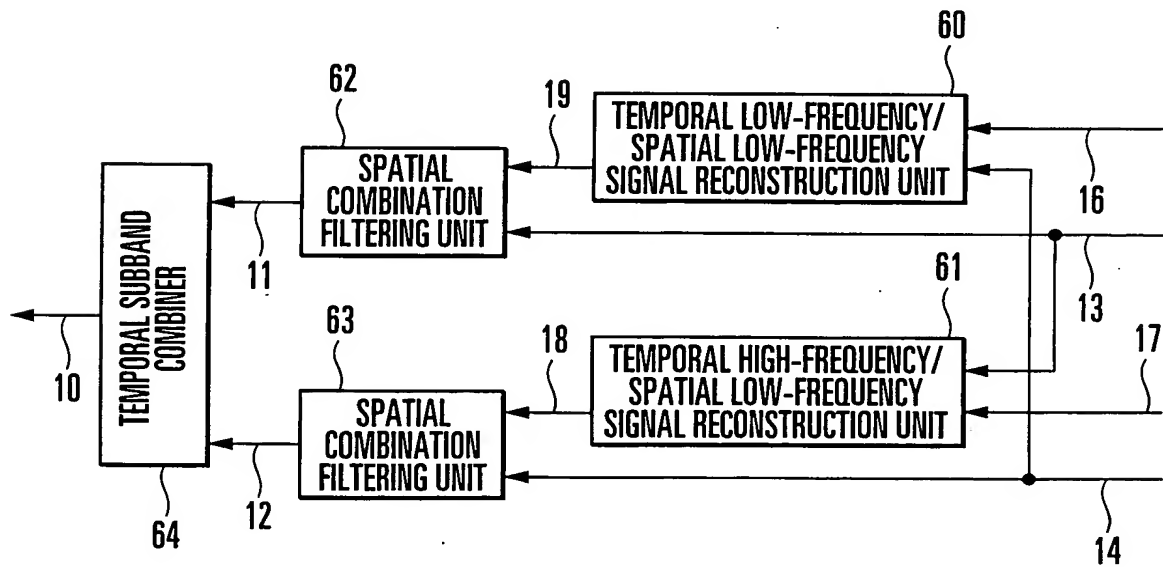 60
62
19
TEMPORAL LOW-FREQUENCY/
SPATIAL LOW-FREQUENCY
SIGNAL RECONSTRUCTION UNIT
SPATIAL
COMBINATION
FILTERING UNIT
16
11
13
TEMPORAL SUBBAND
COMBINER
10
61
63
18
TEMPORAL HIGH-FREQUENCY/
SPATIAL LOW-FREQUENCY
SIGNAL RECONSTRUCTION UNIT
17
SPATIAL
COMBINATION
FILTERING UNIT
12
64
14